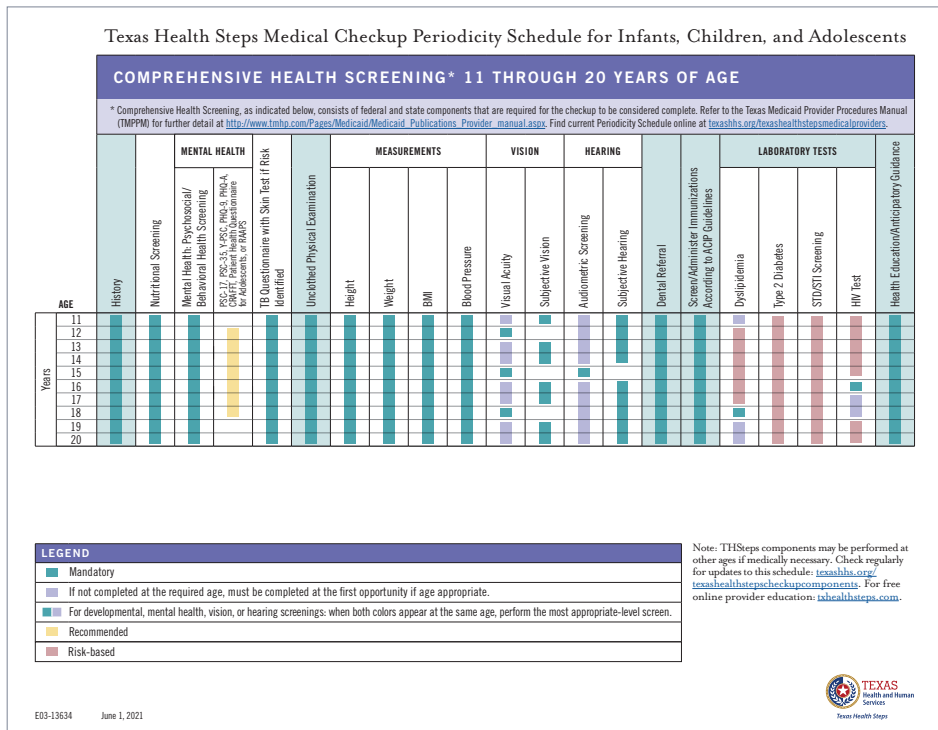 Texas Health Steps Medical Checkup Periodicity Schedule for Infants, Children, and Adolescents
COMPREHENSIVE HEALTH SCREENING* 11 THROUGH 20 YEARS OF AGE
* Comprehensive Health Screening, as indicated below, consists of federal and state components that are required for the checkup to be considered complete. Refer to the Texas Medicaid Provider Procedures Manual
(TMPPM) for further detail at http://www.tmhp.com/Pages/Medicaid/Medicaid_Publications_Provider_manual.aspx. Find current Periodicity Schedule online at texashhs.org/texashealthstepsmedicalproviders.
MENTAL HEALTH
MEASUREMENTS
VISION
HEARING
LABORATORY TESTS
AGE
History
Nutritional Screening
Mental Health: Psychosocial/
Behavioral Health Screening
PSC-17, PSC-35, Y-PSC, PHQ-9, PHQ-A,
CRAFFT, Patient Health Questionnaire
for Adolescents, or RAAPS
TB Questionnaire with Skin Test if Risk
Identified
Unclothed Physical Examination
Height
Weight
BMI
Blood Pressure
Visual Acuity
Subjective Vision
Audiometric Screening
Subjective Hearing
Dental Referral
Screen/Administer Immunizations
According to ACIP Guidelines
Dyslipidemia
Type 2 Diabetes
STD/STI Screening
HIV Test
Health Education/Anticipatory Guidance
Years
11
12
13
14
15
16
17
18
19
20
LEGEND
Mandatory
If not completed at the required age, must be completed at the first opportunity if age appropriate.
For developmental, mental health, vision, or hearing screenings: when both colors appear at the same age, perform the most appropriate-level screen.
Recommended
Risk-based
Note: THSteps components may be performed at
other ages if medically necessary. Check regularly
for updates to this schedule: texashhs.org/
texashealthstepscheckupcomponents. For free
online provider education: txhealthsteps.com.
TEXAS
Health and Human
Services
Texas Health Steps
E03-13634 June 1, 2021